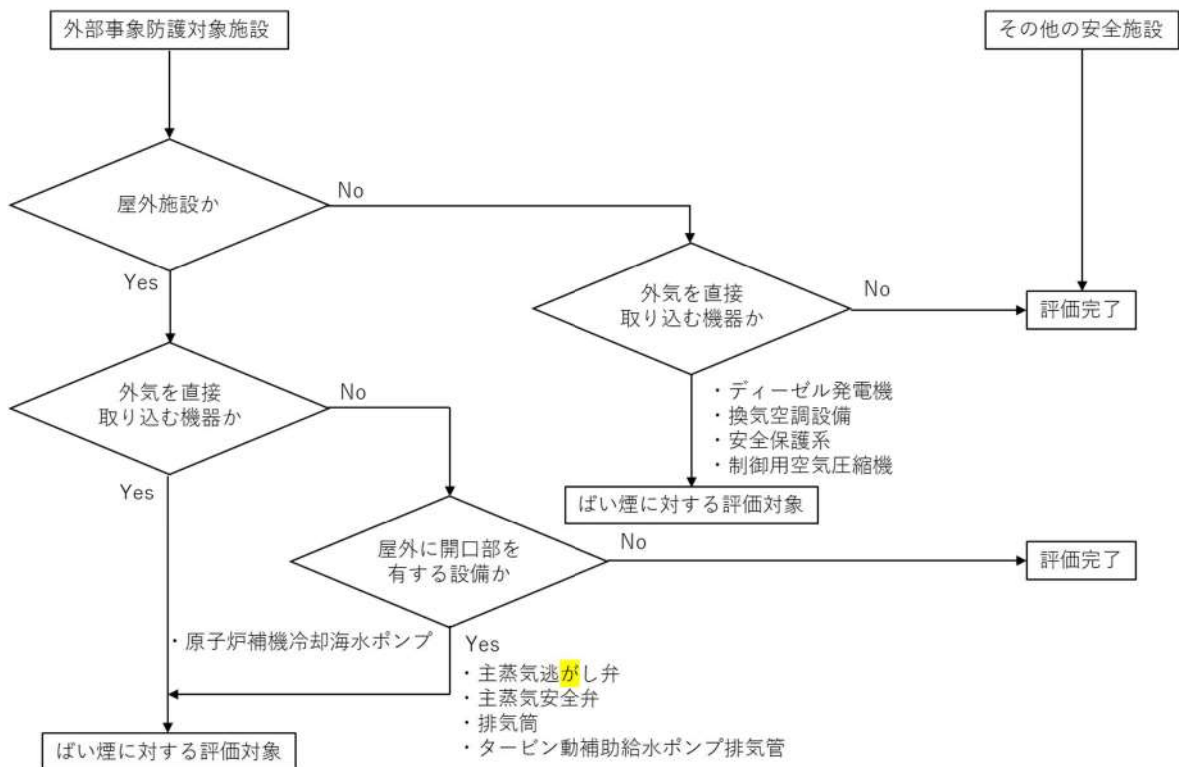 外部事象防護対象施設
その他の安全施設
屋外施設か
No
Yes
外気を直接
取り込む機器か
No
評価完了
外気を直接
取り込む機器か
No
Yes
・ディーゼル発電機
・換気空調設備
・安全保護系
・制御用空気圧縮機
ばい煙に対する評価対象
屋外に開口部を
有する設備か
No
評価完了
・原子炉補機冷却海水ポンプ
Yes
・主蒸気逃がし弁
・主蒸気安全弁
・排気筒
・タービン動補助給水ポンプ排気管
ばい煙に対する評価対象